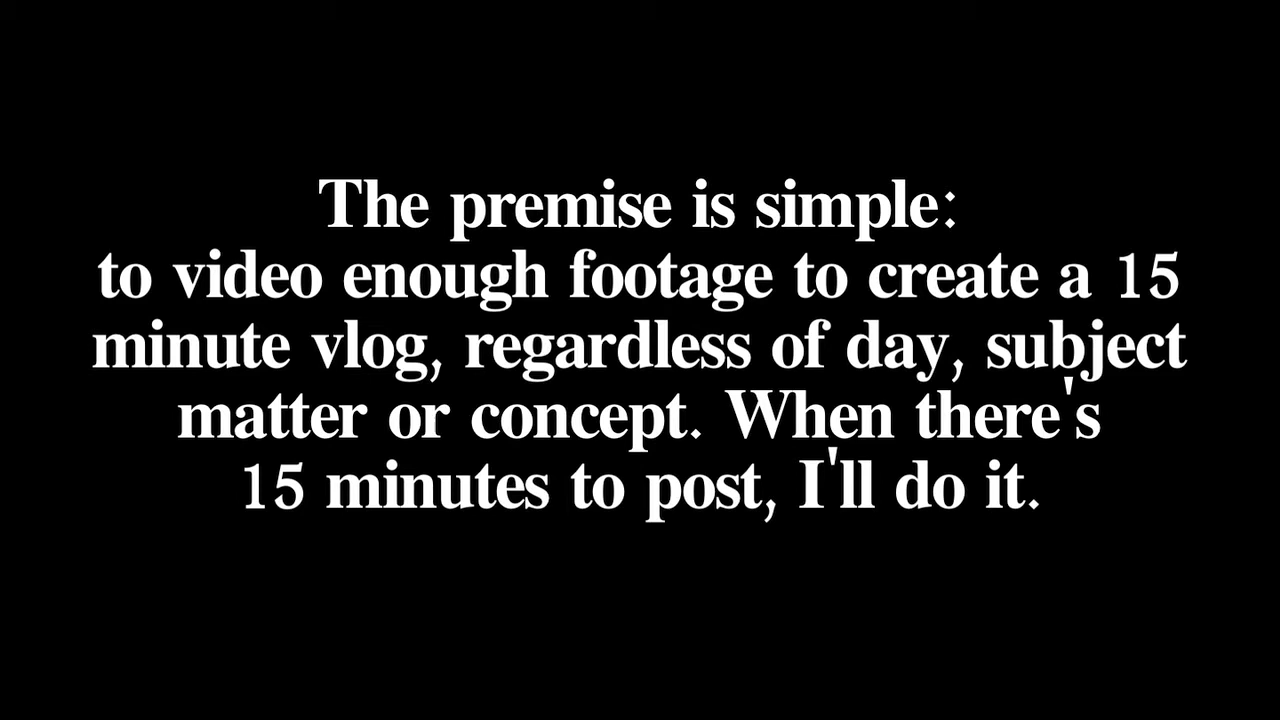 The premise is simple:
to video enough footage to create a 15
minute vlog, regardless of day, subject
matter or concept. When there's
15 minutes to post, I'll do it.